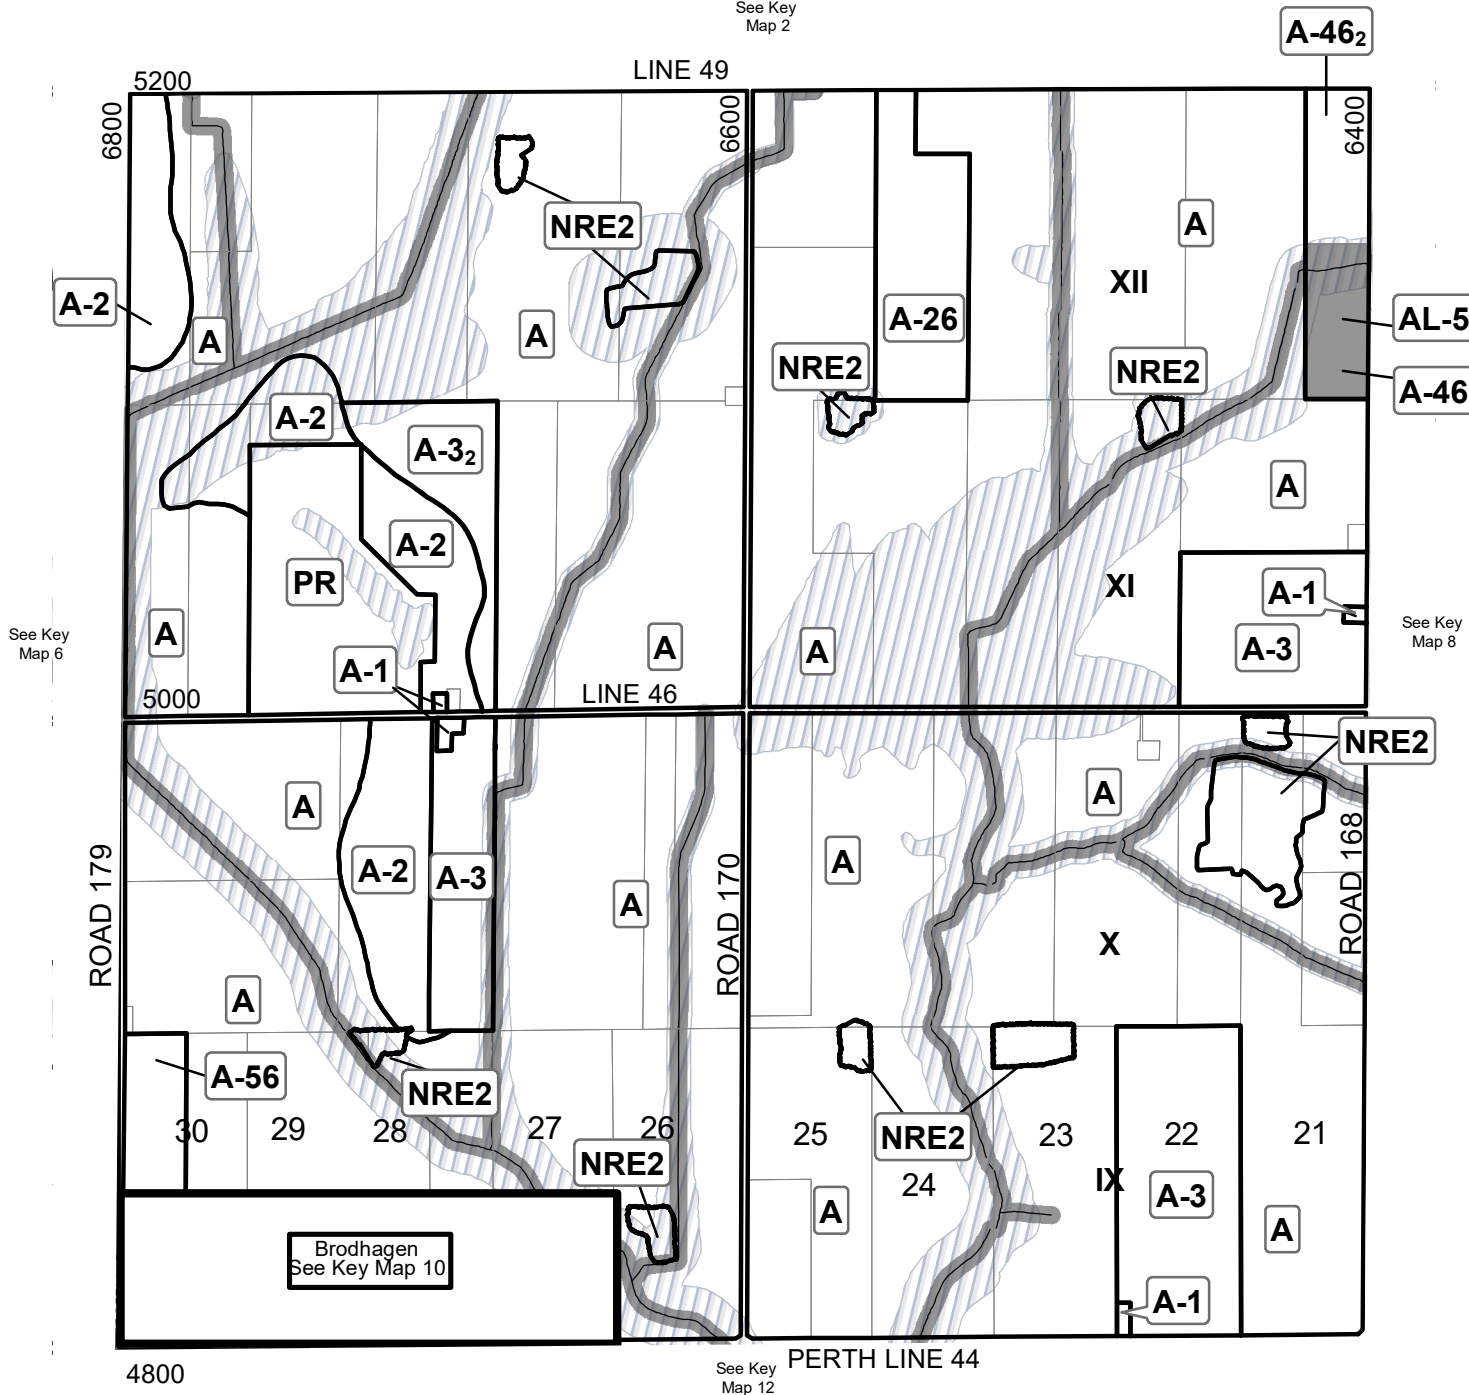 See Key
Map 2
A-46₂
LINE 49
5200
6800
6600
6400
NRE2
A
XII
A-2
A
A
A-26
AL-5
NRE2
NRE2
A-46
A-2
A-3₂
A
A-2
PR
XI
A-1
A
A
A
A-3
See Key
Map 6
See Key
Map 8
A-1
5000
LINE 46
NRE2
A
A
A
A-2
A-3
A
ROAD 179
ROAD 170
ROAD 168
X
A
A-56
NRE2
30
29
28
27
26
25
NRE2
23
22
21
NRE2
24
IX
A-3
A
A
Brodhagen
See Key Map 10
A-1
PERTH LINE 44
4800
See Key
Map 12